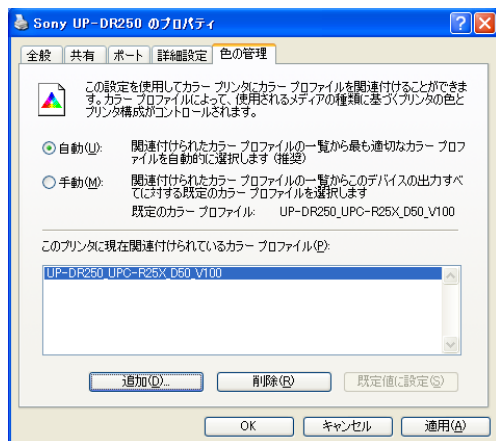 Sony UP-DR250 のプロパティ
全般 共有 ポート 詳細設定 色の管理
この設定を使用してカラー プリンタにカラー プロファイルを関連付けることができま
す。カラー プロファイルによって、使用されるメディアの種類に基づくプリンタの色と
プリンタ構成がコントロールされます。
自動(U): 関連付けられたカラー プロファイルの一覧から最も適切なカラー プロフ
ァイルを自動的に選択します (推奨)
手動(M): 関連付けられたカラー プロファイルの一覧からこのデバイスの出力すべ
てに対する既定のカラー プロファイルを選択します
既定のカラー プロファイル: UP-DR250_UPC-R25X_D50_V100
このプリンタに現在関連付けられているカラー プロファイル(P):
UP-DR250_UPC-R25X_D50_V100
追加(D)... 削除(R) 既定値に設定(S)
OK キャンセル 適用(A)